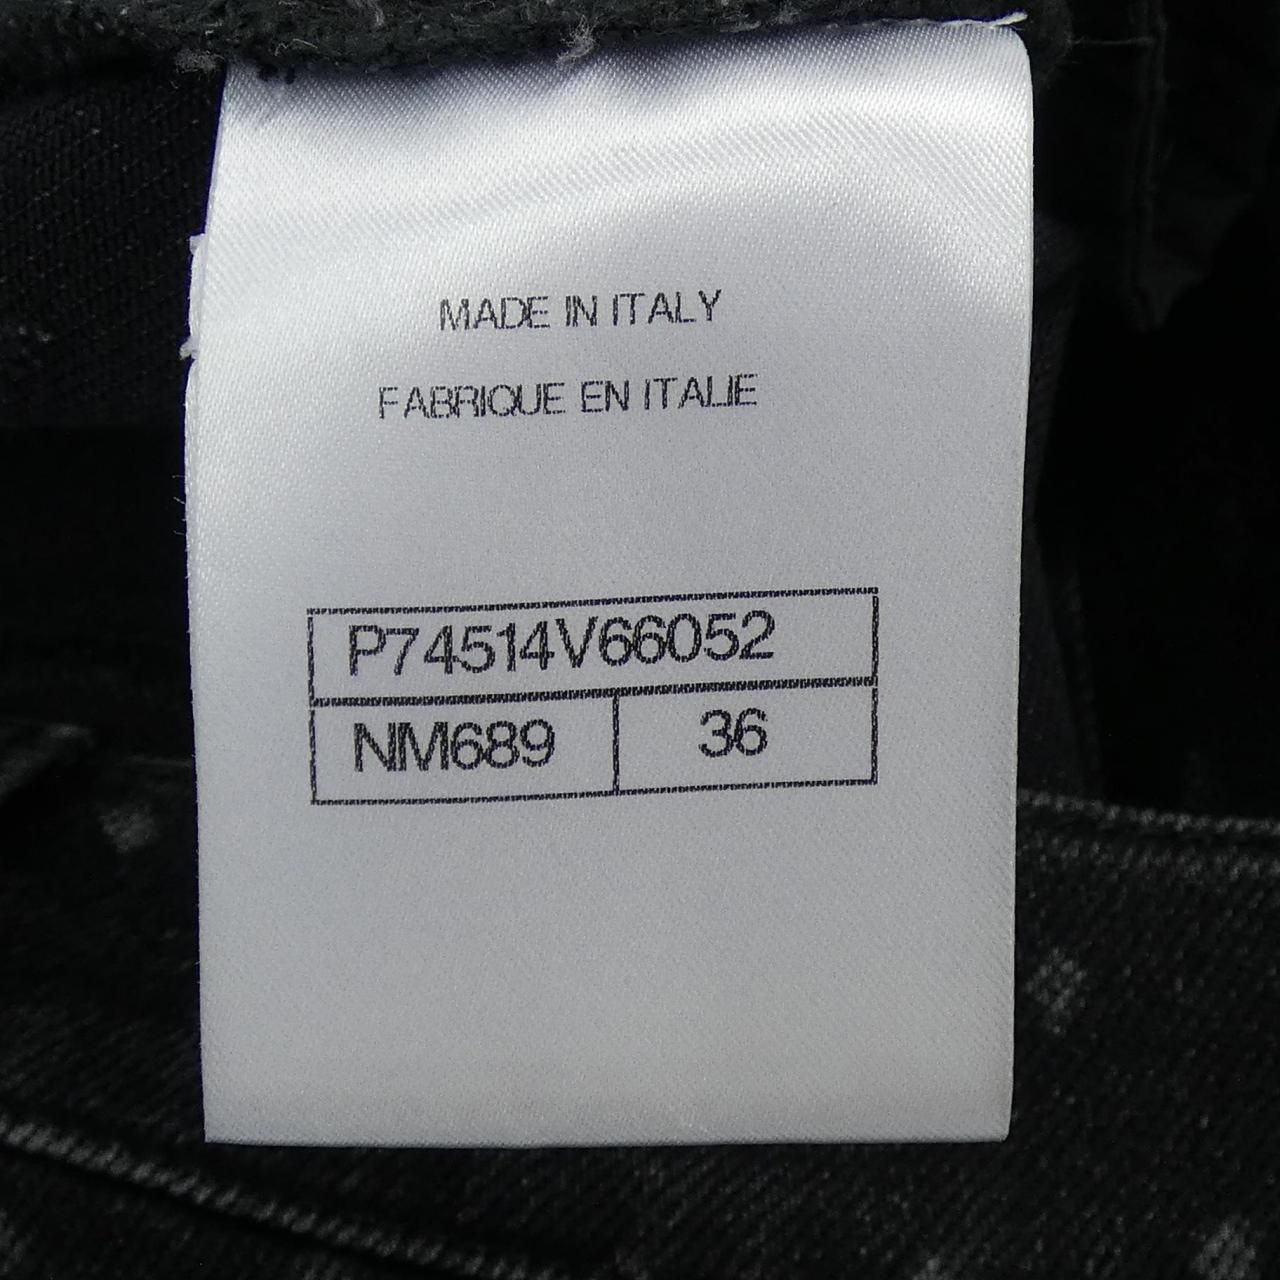 MADE IN ITALY
FABRIQUE EN ITALIE
P74514V66052
NM689 36